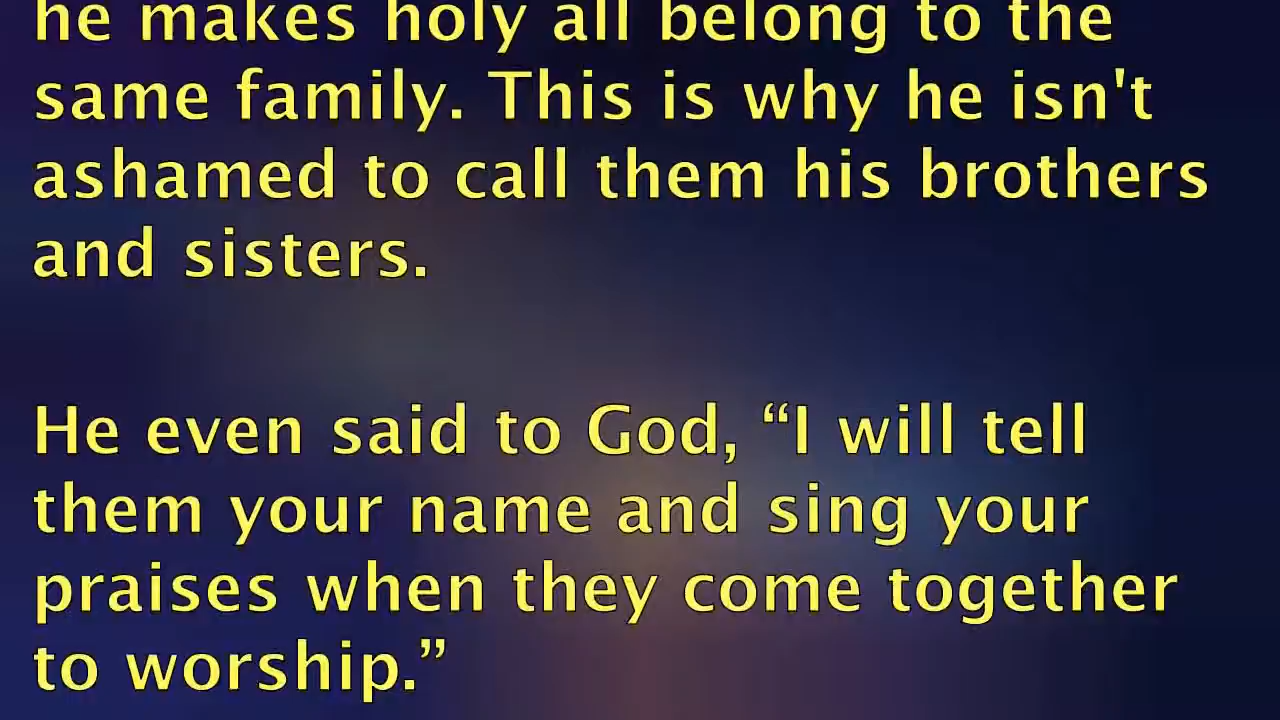 he makes holy all belong to the
same family. This is why he isn't
ashamed to call them his brothers
and sisters.
He even said to God, “I will tell
them your name and sing your
praises when they come together
to worship.”